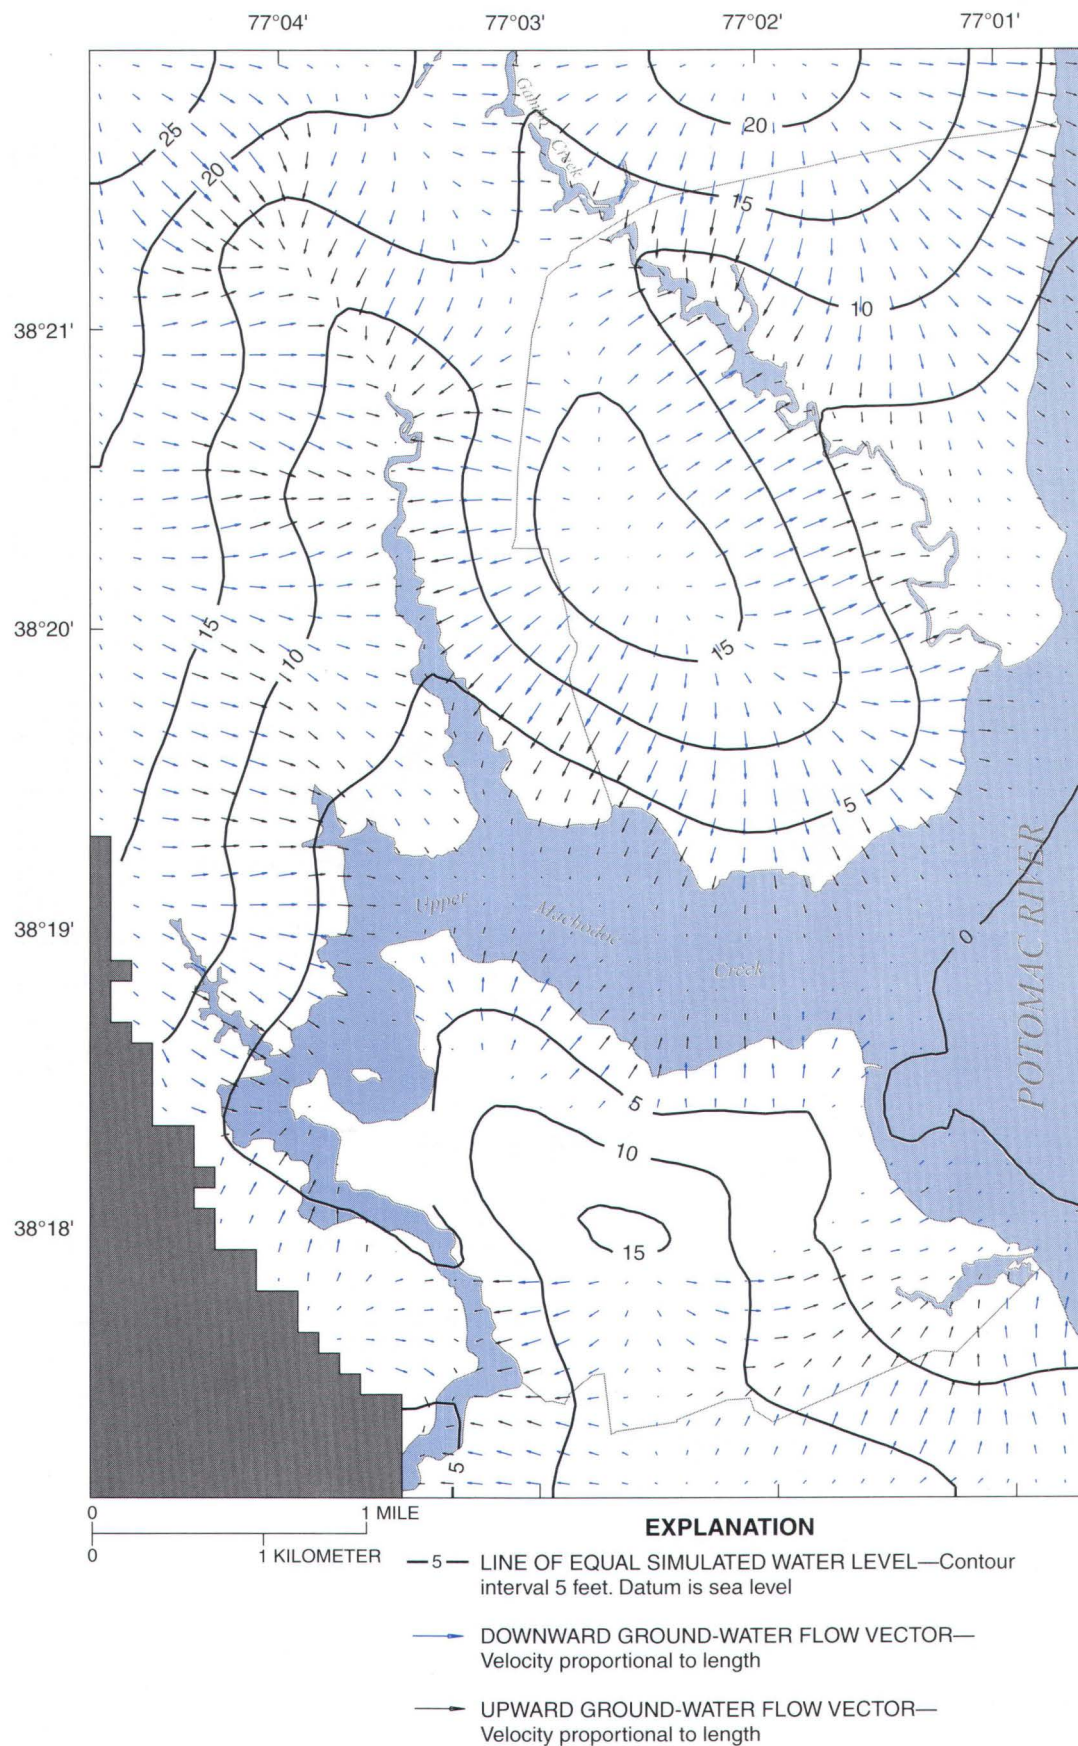 77°04' 77°03' 77°02' 77°01'
Gambo Creek
25
20
20
15
10
38°21'
15
10
38°20'
15
5
Upper Machodoc Creek
38°19'
0
POTOMAC RIVER
5
10
38°18'
15
5
0 1 MILE
0 1 KILOMETER
EXPLANATION
5 LINE OF EQUAL SIMULATED WATER LEVEL—Contour
interval 5 feet. Datum is sea level
DOWNWARD GROUND-WATER FLOW VECTOR—
Velocity proportional to length
UPWARD GROUND-WATER FLOW VECTOR—
Velocity proportional to length